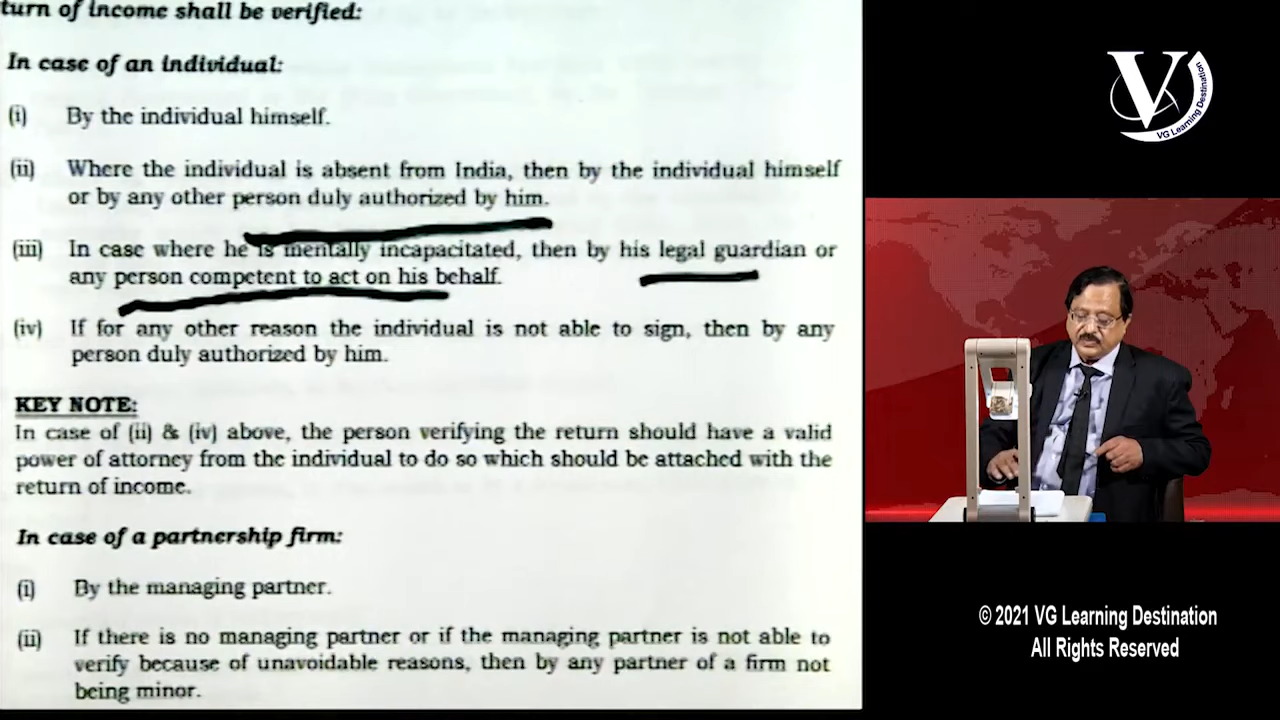 turn of income shall be verified:
In case of an individual:
(i) By the individual himself.
(ii) Where the individual is absent from India, then by the individual himself
or by any other person duly authorized by him.
(iii) In case where he is mentally incapacitated, then by his legal guardian or
any person competent to act on his behalf.
(iv) If for any other reason the individual is not able to sign, then by any
person duly authorized by him.
KEY NOTE:
In case of (ii) & (iv) above, the person verifying the return should have a valid
power of attorney from the individual to do so which should be attached with the
return of income.
In case of a partnership firm:
(i) By the managing partner.
(ii) If there is no managing partner or if the managing partner is not able to
verify because of unavoidable reasons, then by any partner of a firm not
being minor.
V
VG Learning Destination
© 2021 VG Learning Destination
All Rights Reserved